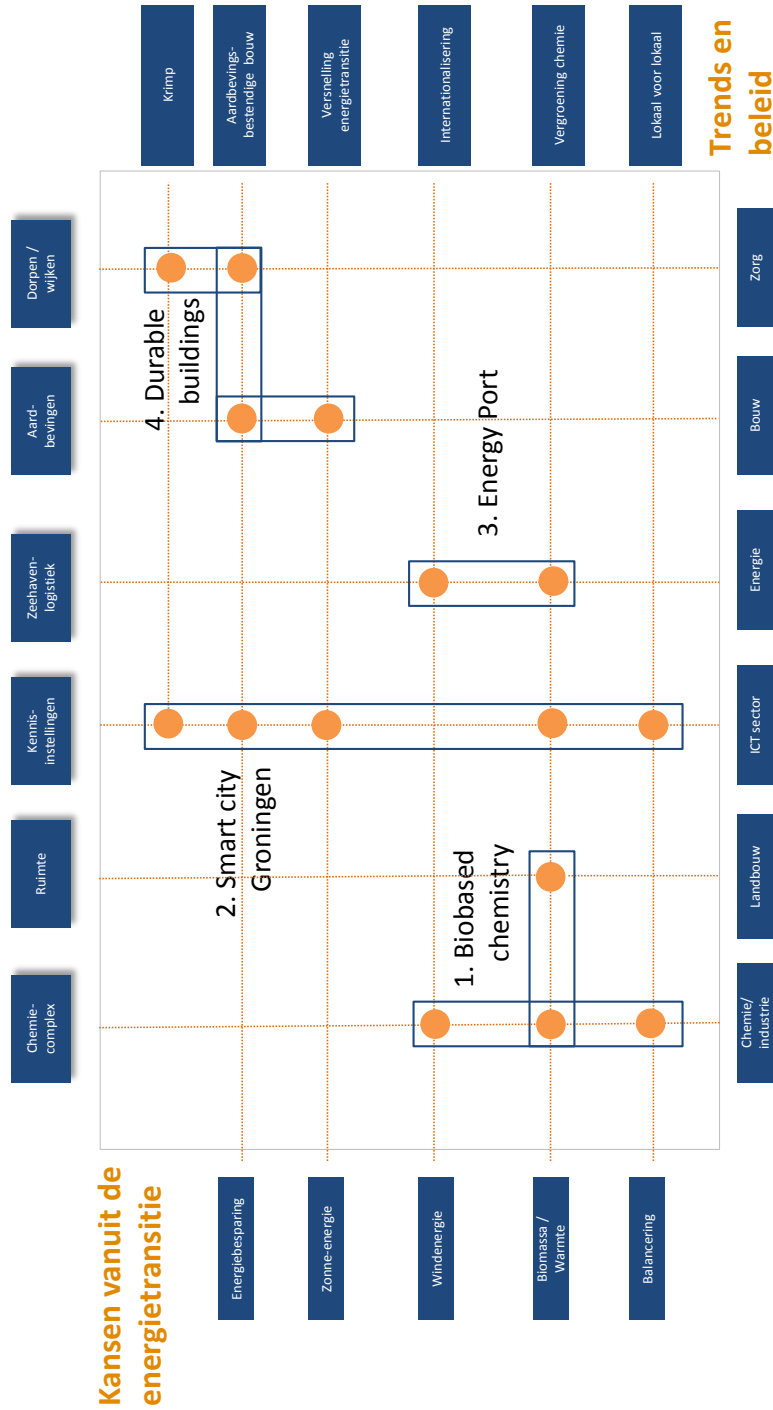 Chemie-
complex
Ruimte
Kennis-
instellingen
Zeehaven-
logistiek
Aard-
bevingen
Dorpen /
wijken
Kansen vanuit de
energietransitie
Krimp
Energiebesparing
Aardbevings-
bestendige bouw
Zonne-energie
Versnelling
energietransitie
Windenergie
Internationalisering
Biomassa /
Warmte
Vergroening chemie
Balancering
Lokaal voor lokaal
4. Durable
buildings
2. Smart city
Groningen
3. Energy Port
1. Biobased
chemistry
Trends en
beleid
Chemie/
industrie
Landbouw
ICT sector
Energie
Bouw
Zorg